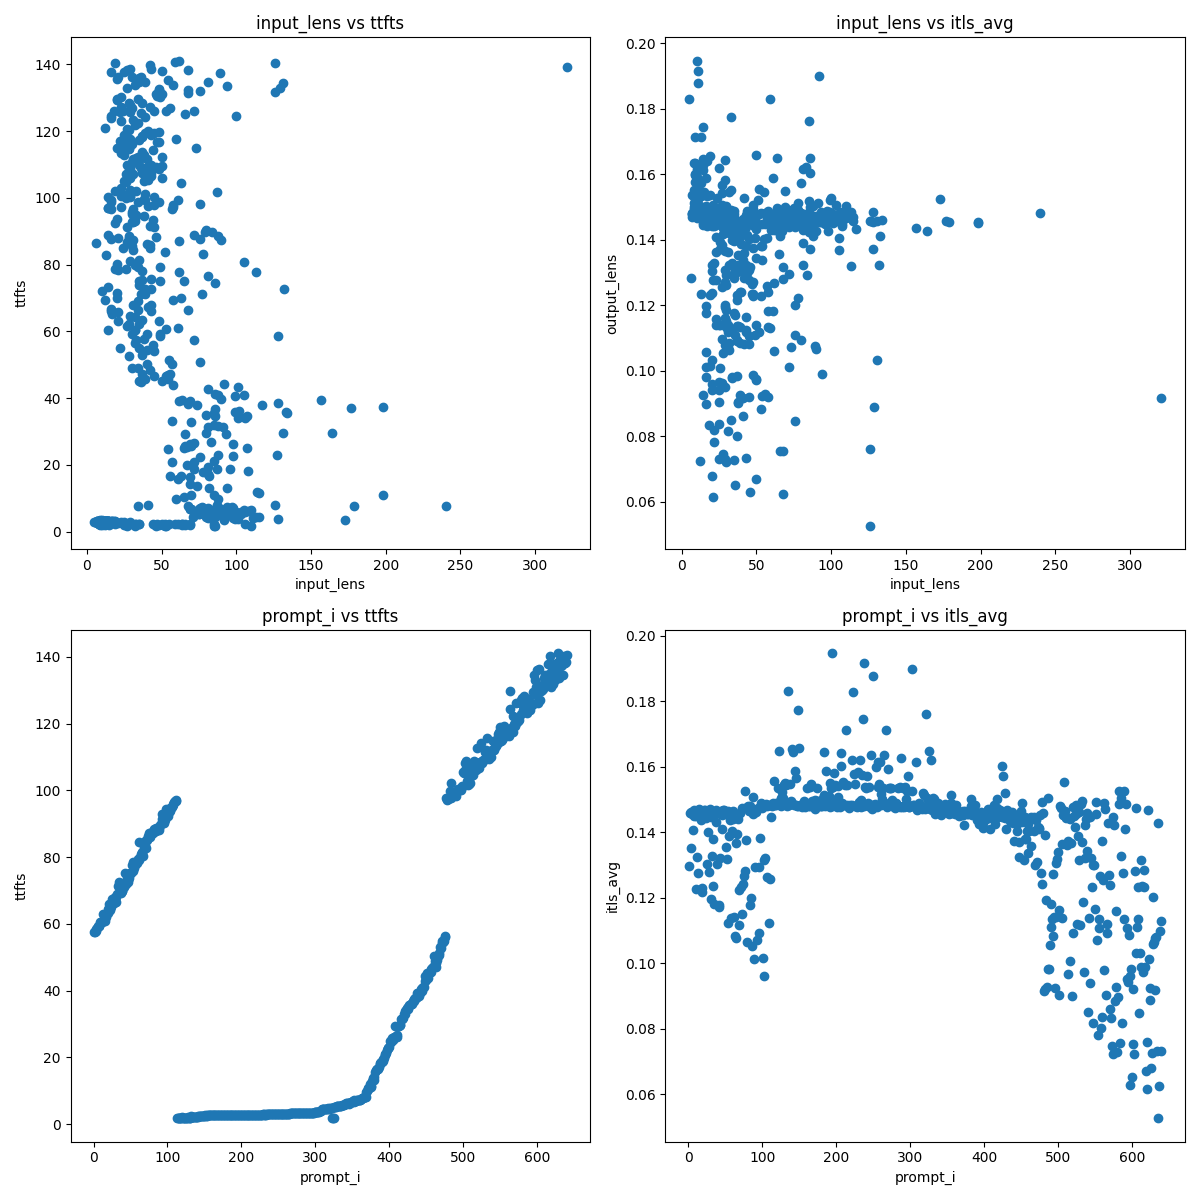 input_lens vs ttfts
ttfts
140
120
100
80
60
40
20
0
0 50 100 150 200 250 300
input_lens
input_lens vs itls_avg
output_lens
0.20
0.18
0.16
0.14
0.12
0.10
0.08
0.06
0 50 100 150 200 250 300
input_lens
prompt_i vs ttfts
ttfts
140
120
100
80
60
40
20
0
0 100 200 300 400 500 600
prompt_i
prompt_i vs itls_avg
itls_avg
0.20
0.18
0.16
0.14
0.12
0.10
0.08
0.06
0 100 200 300 400 500 600
prompt_i